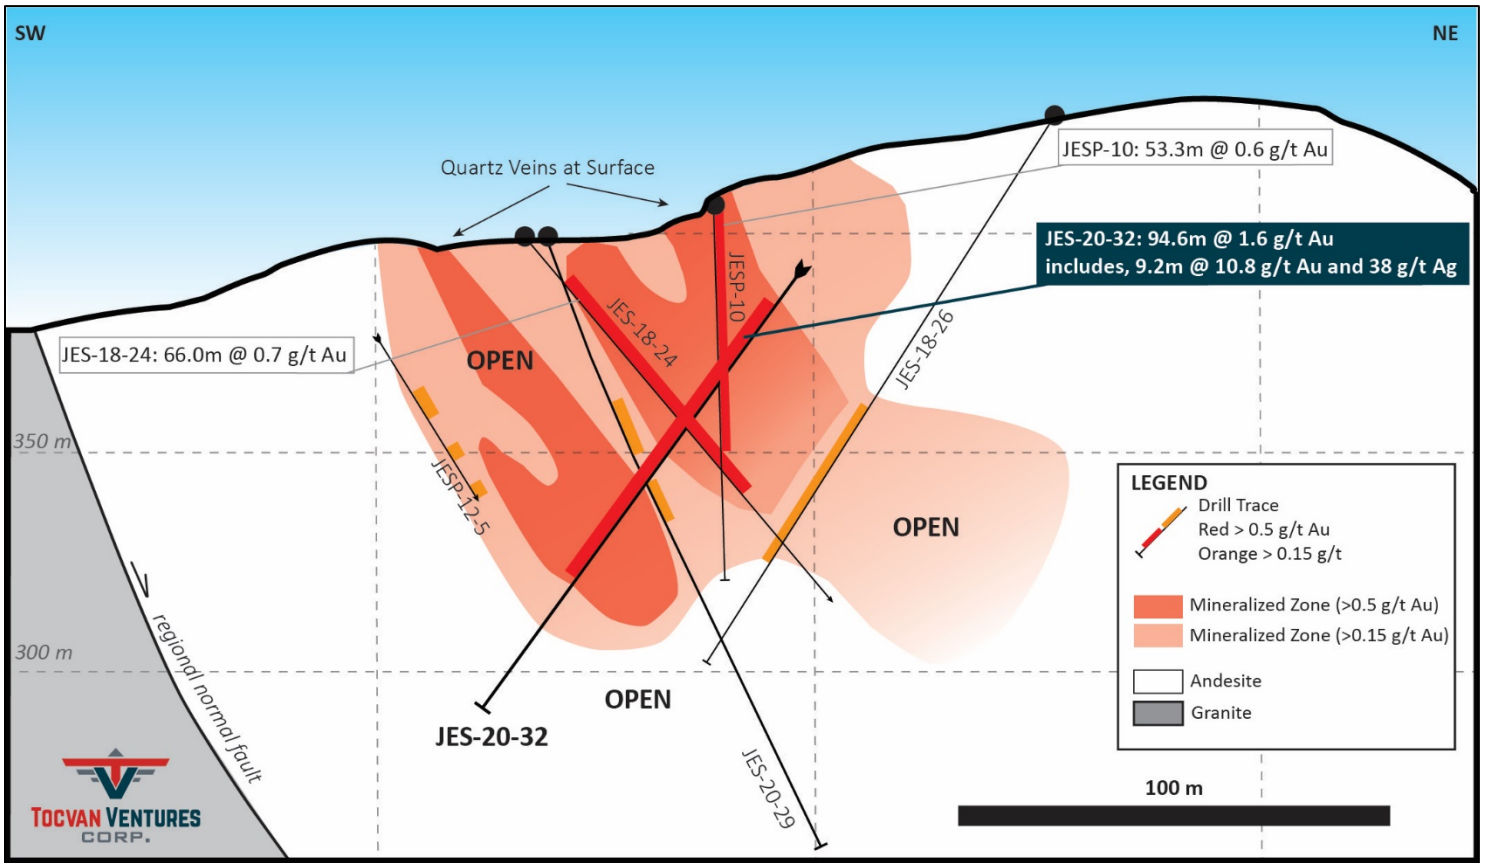 SW
NE
Quartz Veins at Surface
JESP-10: 53.3m @ 0.6 g/t Au
JES-20-32: 94.6m @ 1.6 g/t Au
includes, 9.2m @ 10.8 g/t Au and 38 g/t Ag
JES-18-24: 66.0m @ 0.7 g/t Au
JESP-10
JES-18-24
JES-18-26
OPEN
350 m
JESP-12-5
OPEN
300 m
regional normal fault
OPEN
JES-20-32
JES-20-29
LEGEND
Drill Trace
Red > 0.5 g/t Au
Orange > 0.15 g/t
Mineralized Zone (>0.5 g/t Au)
Mineralized Zone (>0.15 g/t Au)
Andesite
Granite
100 m
TOCVAN VENTURES
CORP.